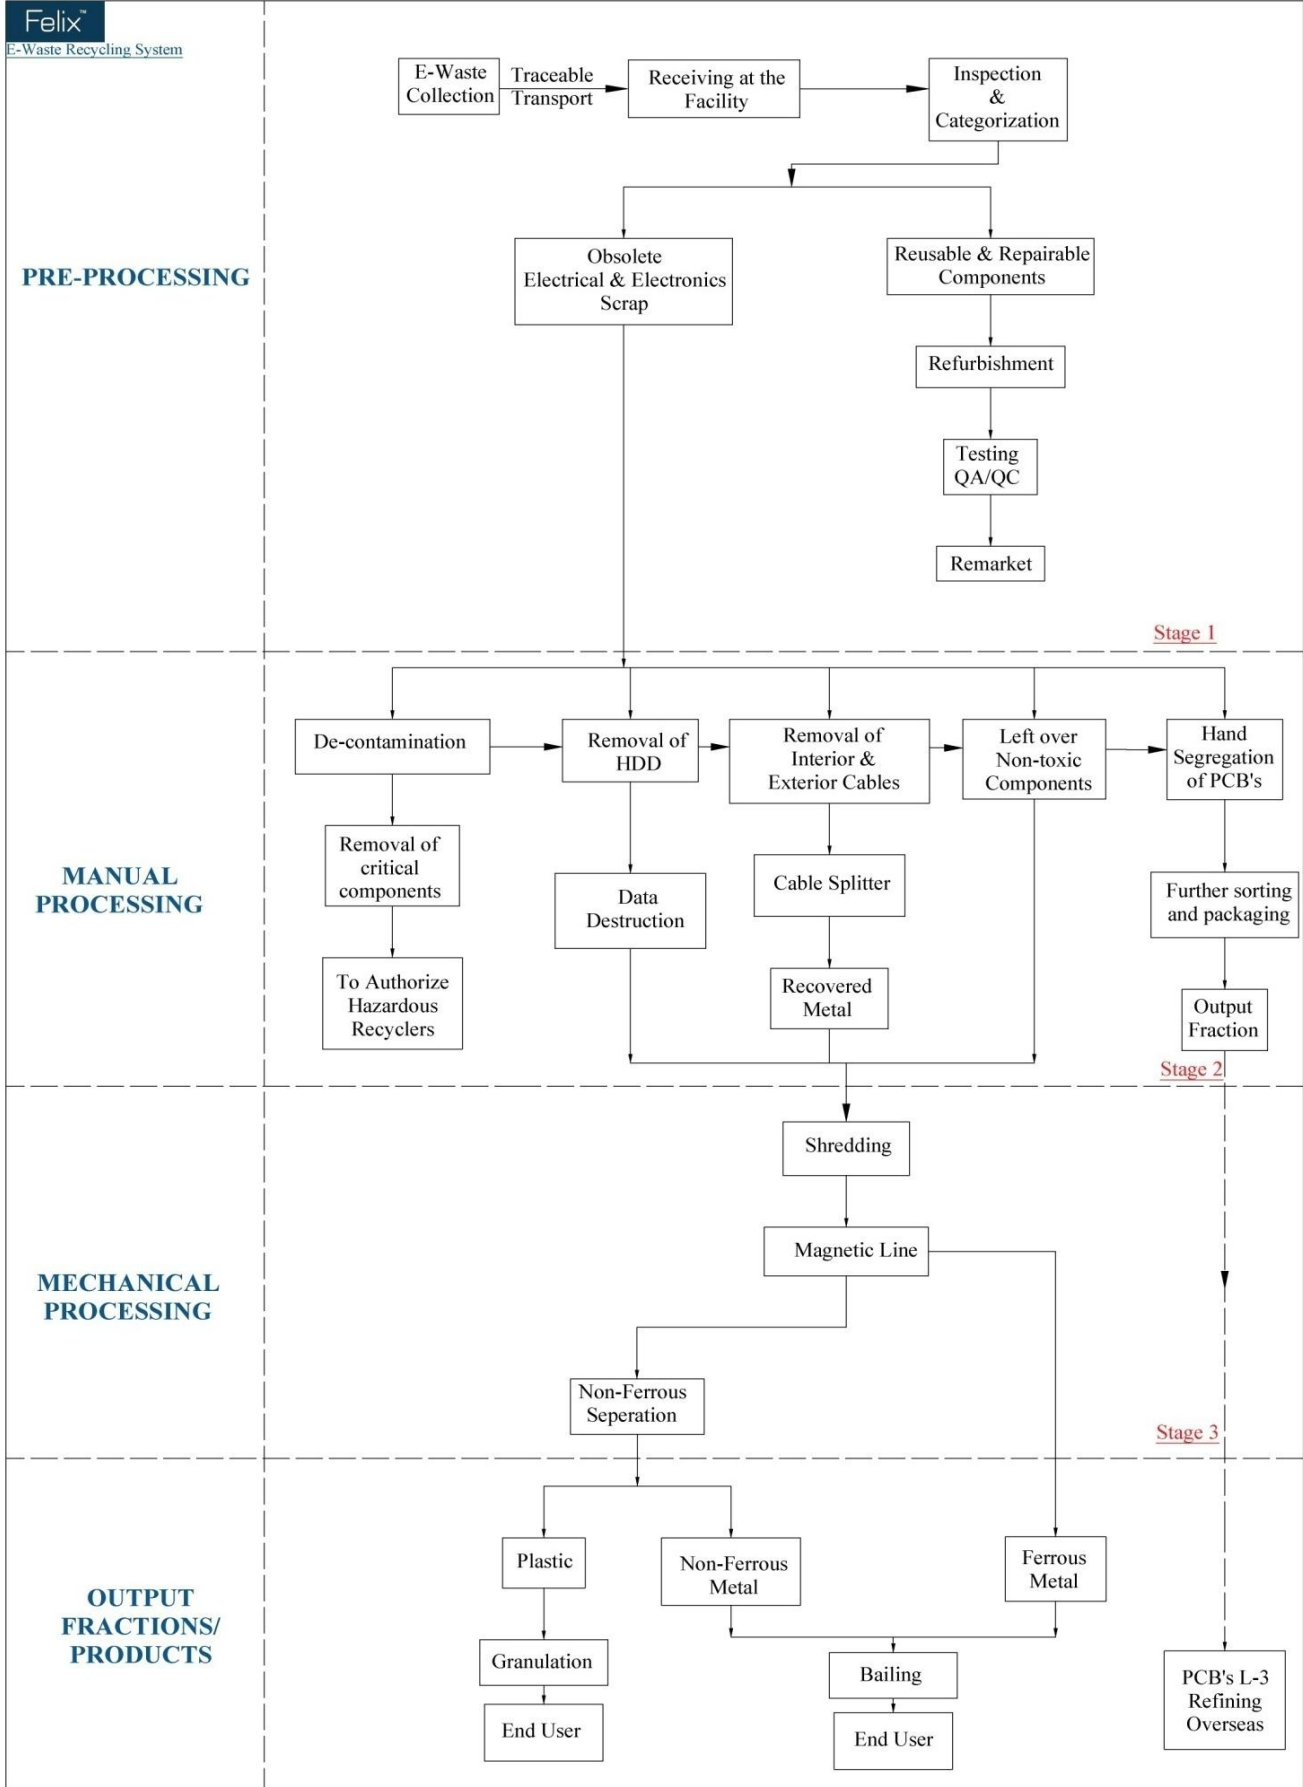 Felix™
E-Waste Recycling System
E-Waste
Collection
Traceable
Transport
Receiving at the
Facility
Inspection
&
Categorization
PRE-PROCESSING
Obsolete
Electrical & Electronics
Scrap
Reusable & Repairable
Components
Refurbishment
Testing
QA/QC
Remarket
Stage 1
MANUAL
PROCESSING
De-contamination
Removal of
HDD
Removal of
Interior &
Exterior Cables
Left over
Non-toxic
Components
Hand
Segregation
of PCB's
Removal of
critical
components
Data
Destruction
Cable Splitter
Further sorting
and packaging
To Authorize
Hazardous
Recyclers
Recovered
Metal
Output
Fraction
Stage 2
MECHANICAL
PROCESSING
Shredding
Magnetic Line
Non-Ferrous
Seperation
Stage 3
OUTPUT
FRACTIONS/
PRODUCTS
Plastic
Non-Ferrous
Metal
Ferrous
Metal
Granulation
Bailing
End User
End User
PCB's L-3
Refining
Overseas